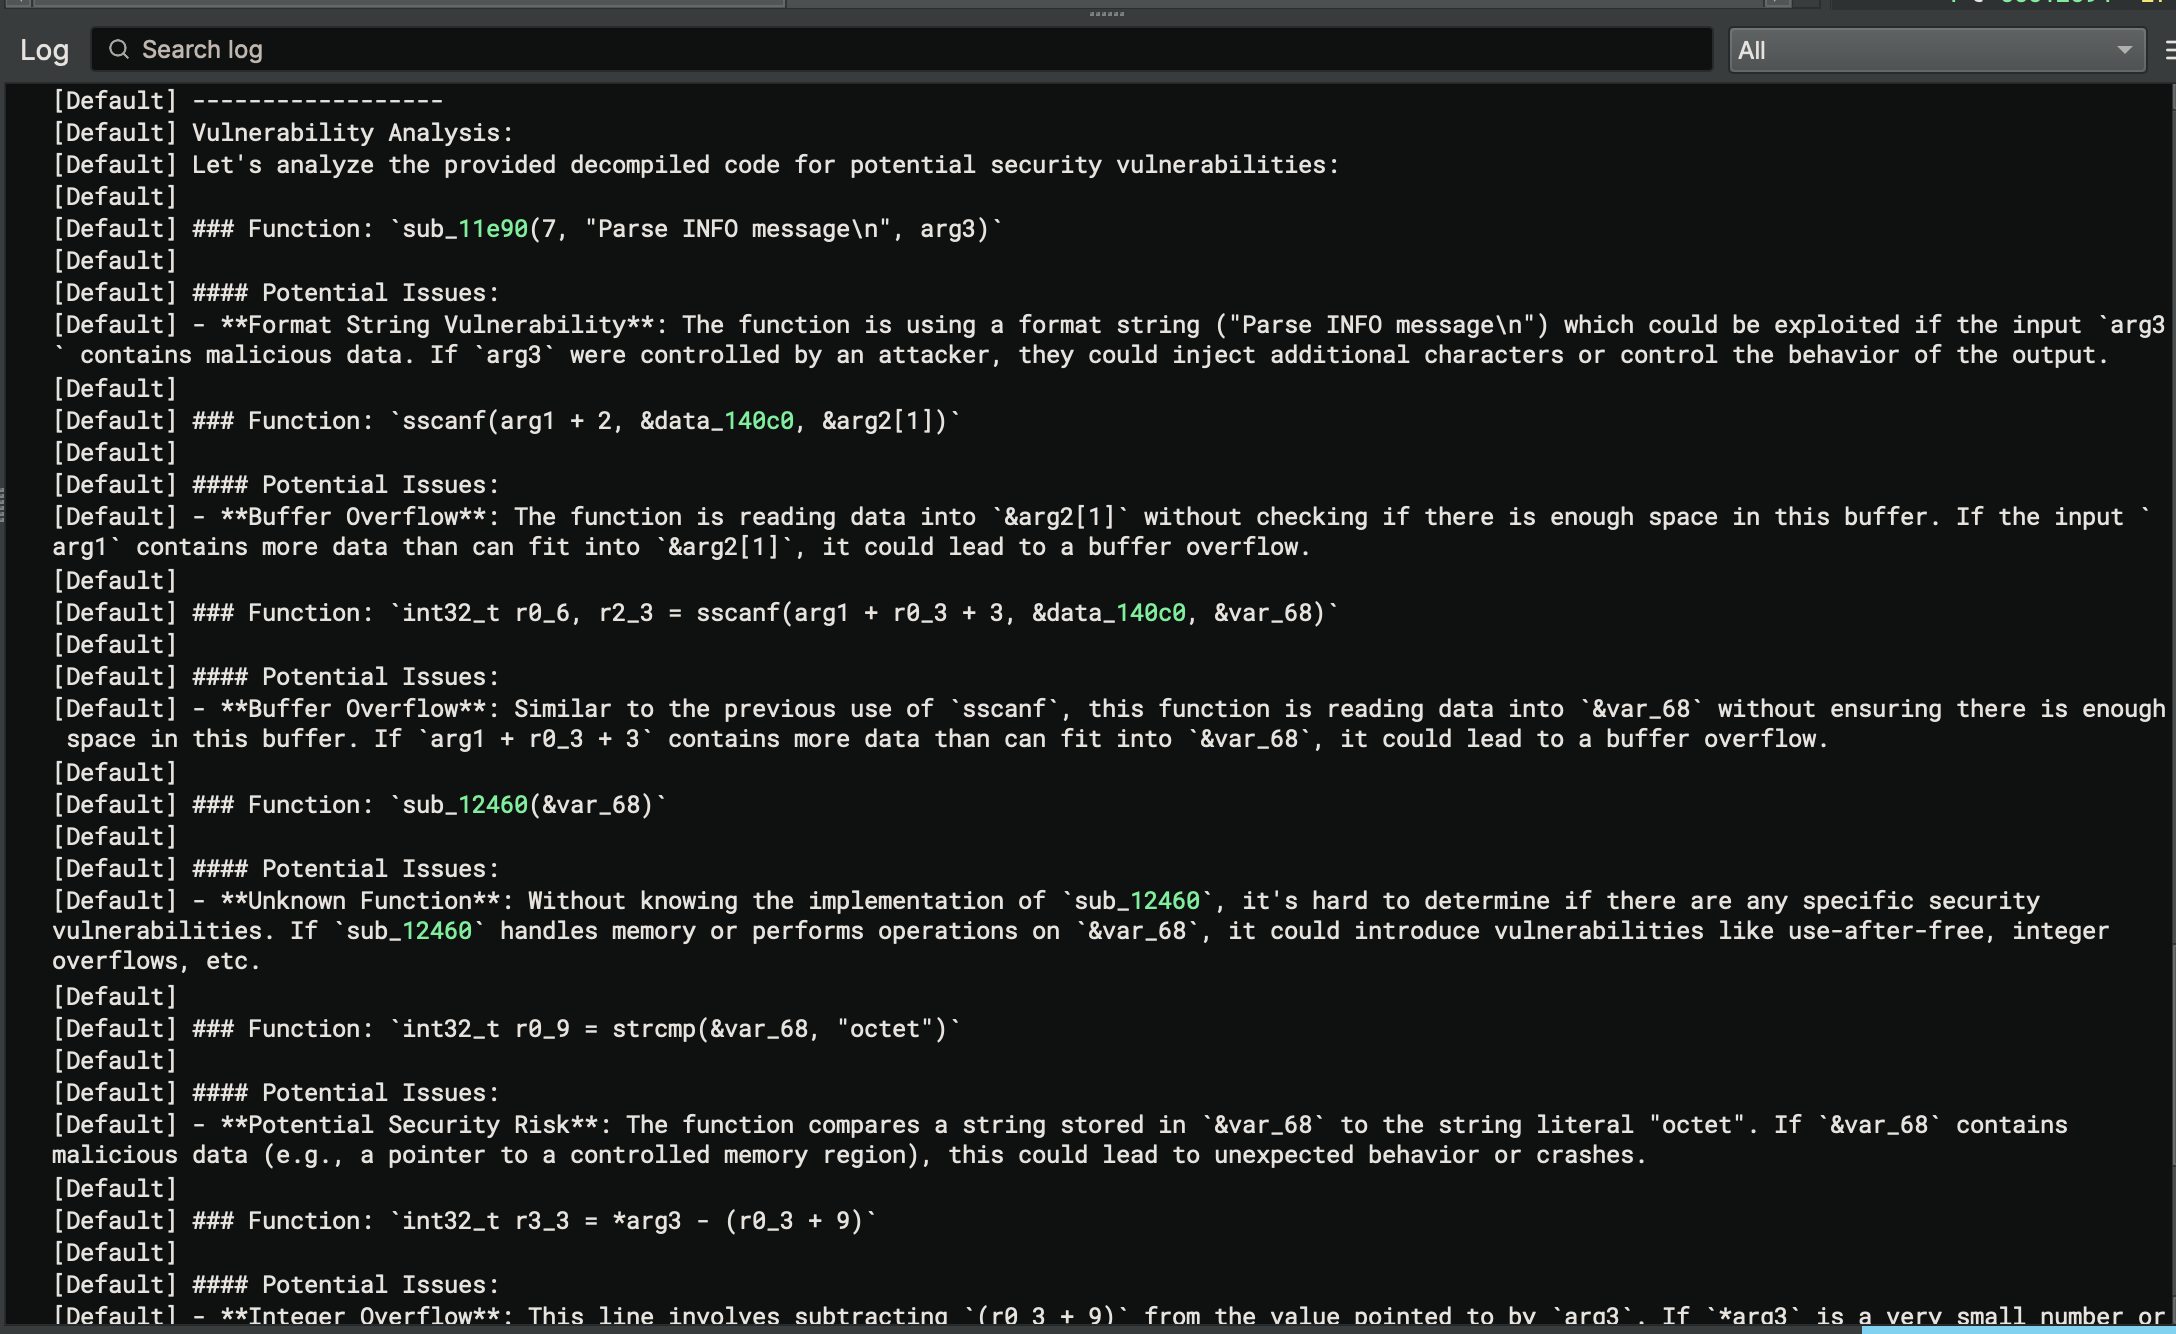 Log
Search log
All
[Default] ------------------
[Default] Vulnerability Analysis:
[Default] Let's analyze the provided decompiled code for potential security vulnerabilities:
[Default]
[Default] ### Function: `sub_11e90(7, "Parse INFO message\n", arg3)`
[Default]
[Default] #### Potential Issues:
[Default] - **Format String Vulnerability**: The function is using a format string ("Parse INFO message\n") which could be exploited if the input `arg3
` contains malicious data. If `arg3` were controlled by an attacker, they could inject additional characters or control the behavior of the output.
[Default]
[Default] ### Function: `sscanf(arg1 + 2, &data_140c0, &arg2[1])`
[Default]
[Default] #### Potential Issues:
[Default] - **Buffer Overflow**: The function is reading data into `&arg2[1]` without checking if there is enough space in this buffer. If the input `
arg1` contains more data than can fit into `&arg2[1]`, it could lead to a buffer overflow.
[Default]
[Default] ### Function: `int32_t r0_6, r2_3 = sscanf(arg1 + r0_3 + 3, &data_140c0, &var_68)`
[Default]
[Default] #### Potential Issues:
[Default] - **Buffer Overflow**: Similar to the previous use of `sscanf`, this function is reading data into `&var_68` without ensuring there is enough
space in this buffer. If `arg1 + r0_3 + 3` contains more data than can fit into `&var_68`, it could lead to a buffer overflow.
[Default]
[Default] ### Function: `sub_12460(&var_68)`
[Default]
[Default] #### Potential Issues:
[Default] - **Unknown Function**: Without knowing the implementation of `sub_12460`, it's hard to determine if there are any specific security
vulnerabilities. If `sub_12460` handles memory or performs operations on `&var_68`, it could introduce vulnerabilities like use-after-free, integer
overflows, etc.
[Default]
[Default] ### Function: `int32_t r0_9 = strcmp(&var_68, "octet")`
[Default]
[Default] #### Potential Issues:
[Default] - **Potential Security Risk**: The function compares a string stored in `&var_68` to the string literal "octet". If `&var_68` contains
malicious data (e.g., a pointer to a controlled memory region), this could lead to unexpected behavior or crashes.
[Default]
[Default] ### Function: `int32_t r3_3 = *arg3 - (r0_3 + 9)`
[Default]
[Default] #### Potential Issues:
[Default] - **Integer Overflow**: This line involves subtracting `(r0_3 + 9)` from the value pointed to by `arg3`. If `*arg3` is a very small number or